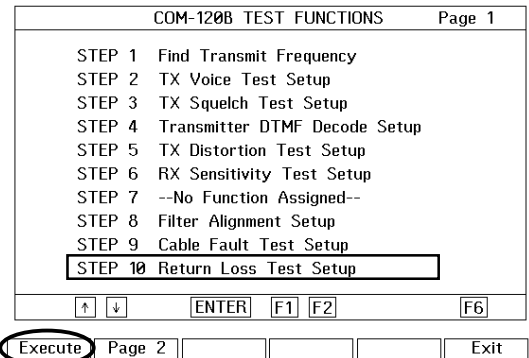 COM-120B TEST FUNCTIONS Page 1
STEP 1 Find Transmit Frequency
STEP 2 TX Voice Test Setup
STEP 3 TX Squelch Test Setup
STEP 4 Transmitter DTMF Decode Setup
STEP 5 TX Distortion Test Setup
STEP 6 RX Sensitivity Test Setup
STEP 7 --No Function Assigned--
STEP 8 Filter Alignment Setup
STEP 9 Cable Fault Test Setup
STEP 10 Return Loss Test Setup
↑ ↓ ENTER F1 F2 F6
Execute Page 2 Exit